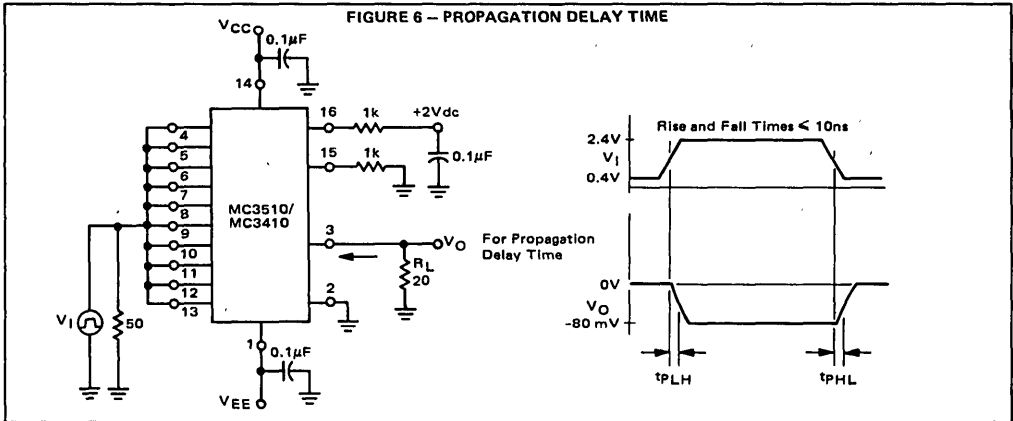 FIGURE 6 – PROPAGATION DELAY TIME
VCC
0.1µF
14
16
1k
+2Vdc
0.1µF
15
1k
4
5
6
7
8
9
10
11
12
13
MC3510/
MC3410
3
VO
RL
20
2
VI
50
1
0.1µF
VEE
For Propagation
Delay Time
Rise and Fall Times ⩽ 10ns
2.4V
VI
0.4V
0V
VO
-80 mV
tPLH
tPHL